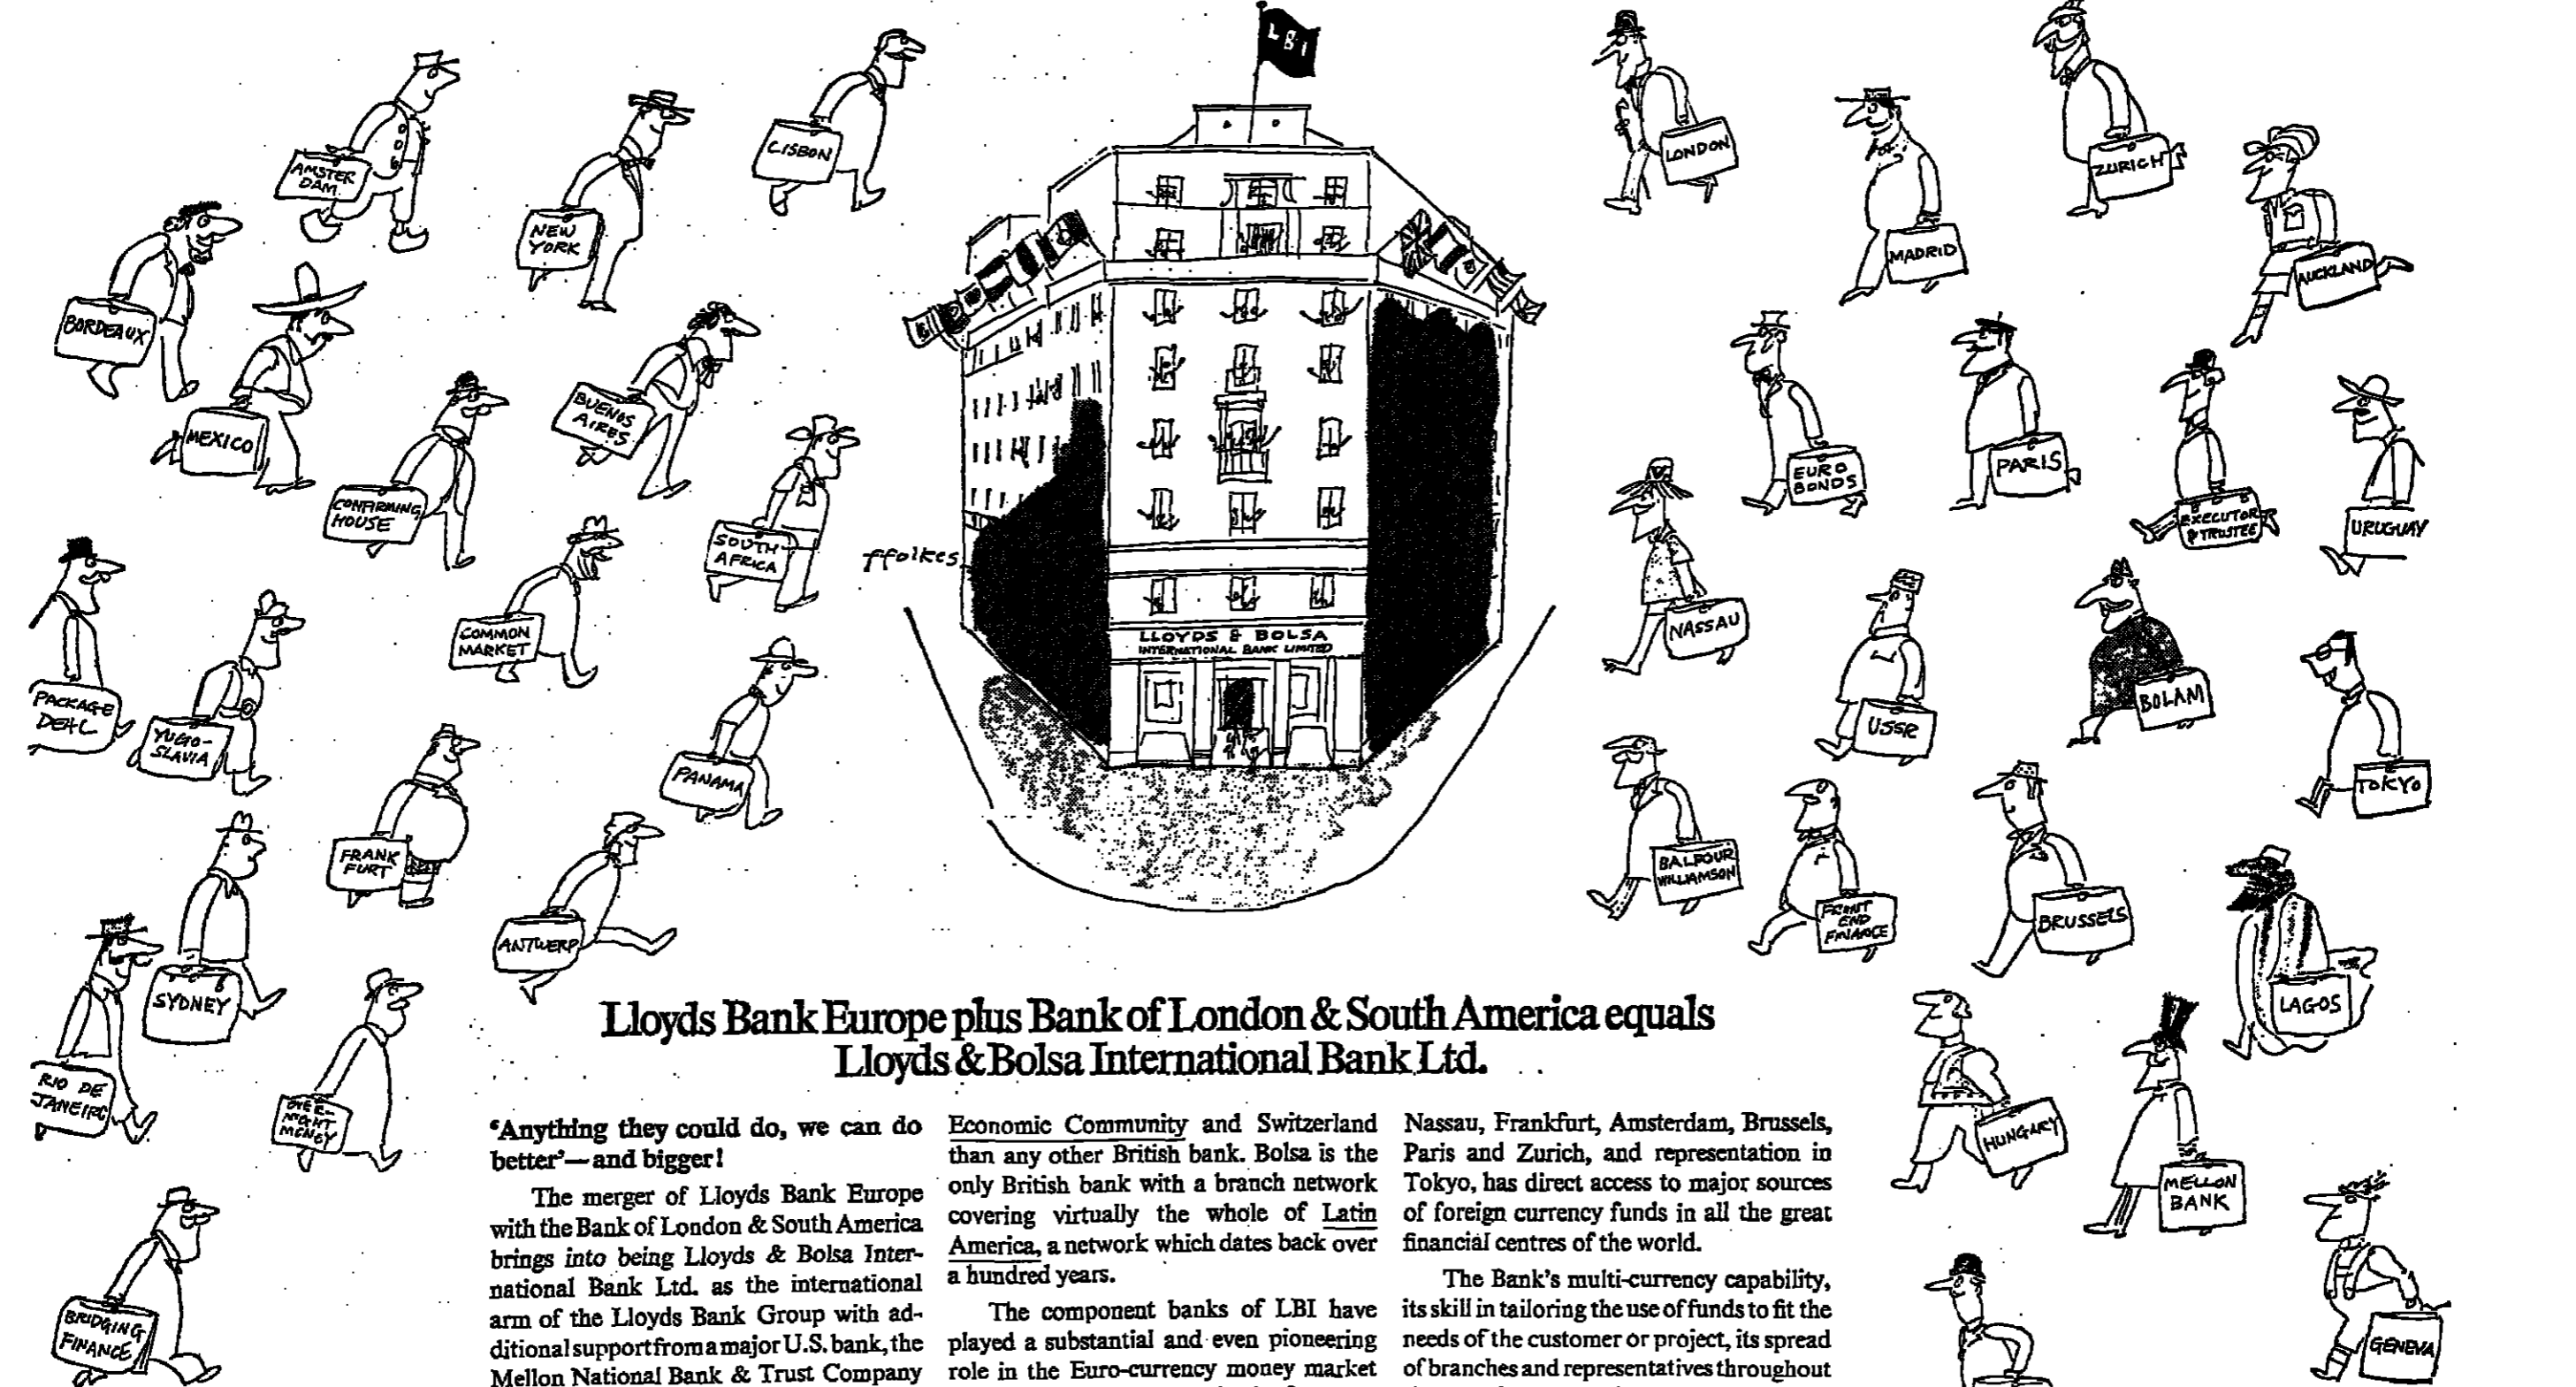 LBI
AMSTER
DAM
NEW
YORK
LISBON
LONDON
MADRID
ZURICH
AUCKLAND
BORDEAUX
MEXICO
CONFIRMING
HOUSE
BUENOS
AIRES
SOUTH
AFRICA
EURO
BONDS
PARIS
EXECUTOR
& TRUSTEE
URUGUAY
ffolkes
PACKAGE
DEAL
YUGO-
SLAVIA
COMMON
MARKET
PANAMA
LLOYDS & BOLSA
INTERNATIONAL BANK LIMITED
NASSAU
USSR
BOLAM
TOKYO
FRANK
FURT
SYDNEY
ANTWERP
BALFOUR
WILLIAMSON
FRONT
END
FINANCE
BRUSSELS
LAGOS
RIO DE
JANEIRO
OVER-
NIGHT
MONEY
BRIDGING
FINANCE
HUNGARY
MELLON
BANK
GENEVA
Lloyds Bank Europe plus Bank of London & South America equals
Lloyds & Bolsa International Bank Ltd.
‘Anything they could do, we can do
better’—and bigger!
The merger of Lloyds Bank Europe
with the Bank of London & South America
brings into being Lloyds & Bolsa Inter-
national Bank Ltd. as the international
arm of the Lloyds Bank Group with ad-
ditional support from a major U.S. bank, the
Mellon National Bank & Trust Company
Economic Community and Switzerland
than any other British bank. Bolsa is the
only British bank with a branch network
covering virtually the whole of Latin
America, a network which dates back over
a hundred years.
The component banks of LBI have
played a substantial and even pioneering
role in the Euro-currency money market
Nassau, Frankfurt, Amsterdam, Brussels,
Paris and Zurich, and representation in
Tokyo, has direct access to major sources
of foreign currency funds in all the great
financial centres of the world.
The Bank’s multi-currency capability,
its skill in tailoring the use of funds to fit the
needs of the customer or project, its spread
of branches and representatives throughout